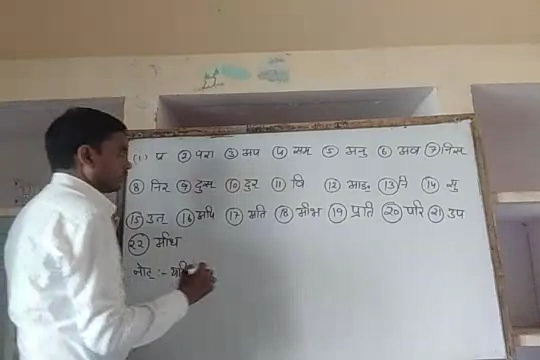 (1) प्र (2) परा (3) अप (4) सम (5) अनु (6) अव (7) निस
(8) निर (9) दुस (10) दुर (11) वि (12) आङ (13) नि (14) सु
(15) उत् (16) अपि (17) अति (18) अभि (19) प्रति (20) परि (21) उप
(22) अधि
नोट :-